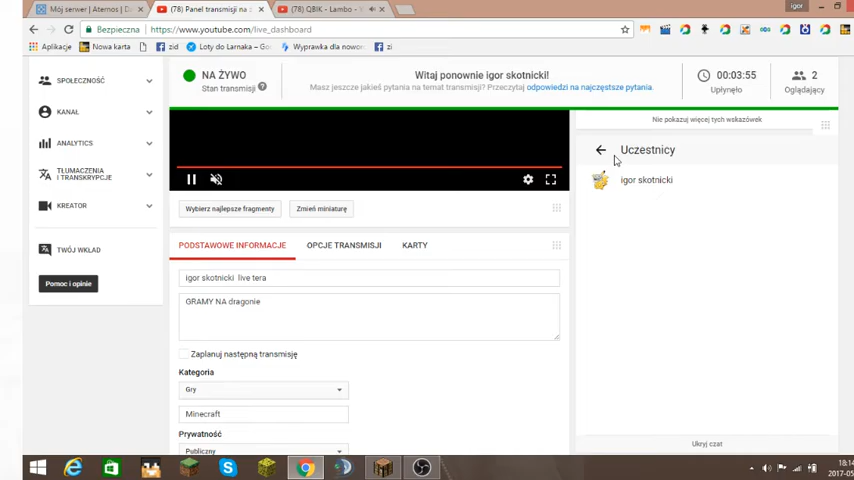 Mój serwer | Aternos | D
(78) Panel transmisji na ż
(78) QBIK - Lambo -
igor
Bezpieczna
https://www.youtube.com/live_dashboard
Aplikacje
Nowa karta
zid
Loty do Larnaka – Go
Wyprawka dla nowo
zi
SPOŁECZNOŚĆ
KANAŁ
ANALYTICS
TŁUMACZENIA
I TRANSKRYPCJE
KREATOR
TWÓJ WKŁAD
Pomoc i opinie
NA ŻYWO
Stan transmisji
Witaj ponownie igor skotnicki!
Masz jeszcze jakieś pytania na temat transmisji? Przeczytaj odpowiedzi na najczęstsze pytania.
00:03:55
Upłynęło
2
Oglądający
Wybierz najlepsze fragmenty
Zmień miniaturę
PODSTAWOWE INFORMACJE
OPCJE TRANSMISJI
KARTY
igor skotnicki live tera
GRAMY NA dragonie
Zaplanuj następną transmisję
Kategoria
Gry
Minecraft
Prywatność
Publiczny
Nie pokazuj więcej tych wskazówek
Uczestnicy
igor skotnicki
Ukryj czat
18:14
2017-05